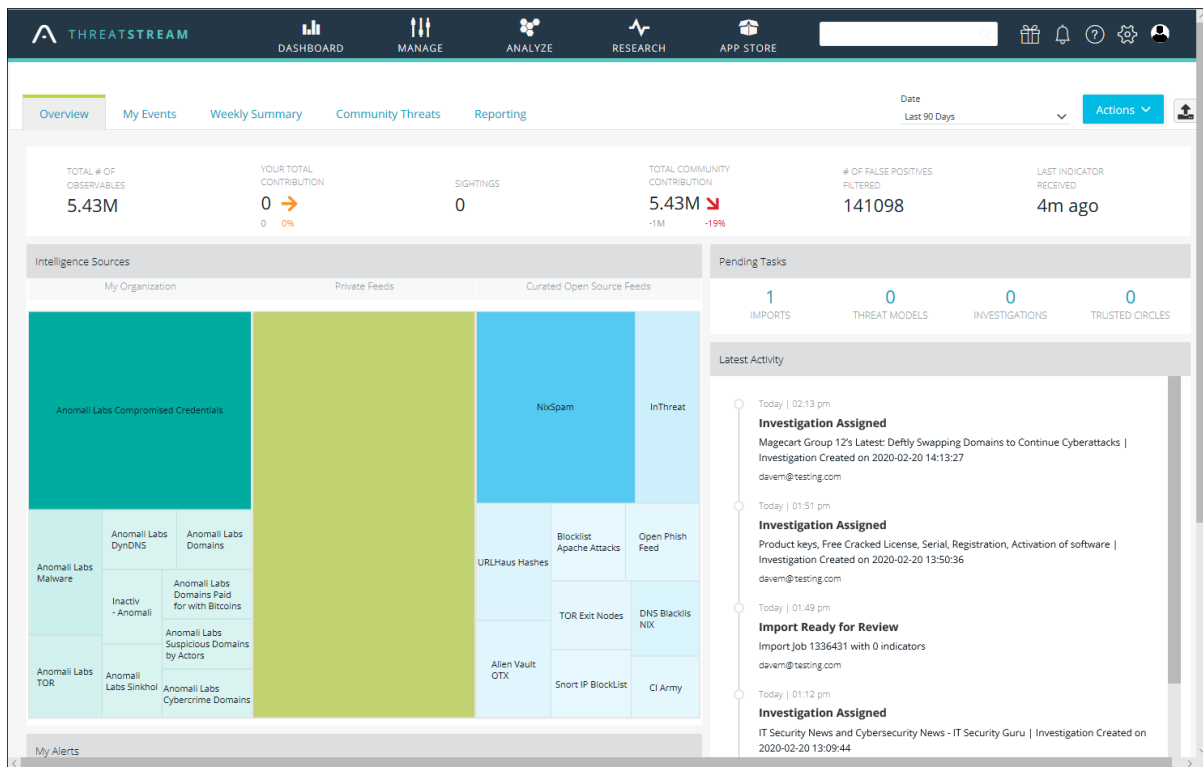 THREATSTREAM
DASHBOARD
MANAGE
ANALYZE
RESEARCH
APP STORE
Overview
My Events
Weekly Summary
Community Threats
Reporting
Date
Last 90 Days
Actions
TOTAL # OF
OBSERVABLES
5.43M
YOUR TOTAL
CONTRIBUTION
0
0 0%
SIGHTINGS
0
TOTAL COMMUNITY
CONTRIBUTION
5.43M
-1M -19%
# OF FALSE POSITIVES
FILTERED
141098
LAST INDICATOR
RECEIVED
4m ago
Intelligence Sources
My Organization
Private Feeds
Curated Open Source Feeds
Anomali Labs Compromised Credentials
NixSpam
InThreat
Anomali Labs
Malware
Anomali Labs
DynDNS
Anomali Labs
Domains
Inactiv
- Anomali
Anomali Labs
Domains Paid
for with Bitcoins
Anomali Labs
Suspicious Domains
by Actors
Anomali Labs
TOR
Anomali
Labs Sinkhol
Anomali Labs
Cybercrime Domains
URLHaus Hashes
Blocklist
Apache Attacks
Open Phish
Feed
TOR Exit Nodes
DNS Blacklis
NIX
Alien Vault
OTX
Snort IP BlockList
CI Army
My Alerts
Pending Tasks
1
IMPORTS
0
THREAT MODELS
0
INVESTIGATIONS
0
TRUSTED CIRCLES
Latest Activity
Today | 02:13 pm
Investigation Assigned
Magecart Group 12's Latest: Deftly Swapping Domains to Continue Cyberattacks |
Investigation Created on 2020-02-20 14:13:27
davem@testing.com
Today | 01:51 pm
Investigation Assigned
Product keys, Free Cracked License, Serial, Registration, Activation of software |
Investigation Created on 2020-02-20 13:50:36
davem@testing.com
Today | 01:49 pm
Import Ready for Review
Import Job 1336431 with 0 indicators
davem@testing.com
Today | 01:12 pm
Investigation Assigned
IT Security News and Cybersecurity News - IT Security Guru | Investigation Created on
2020-02-20 13:09:44